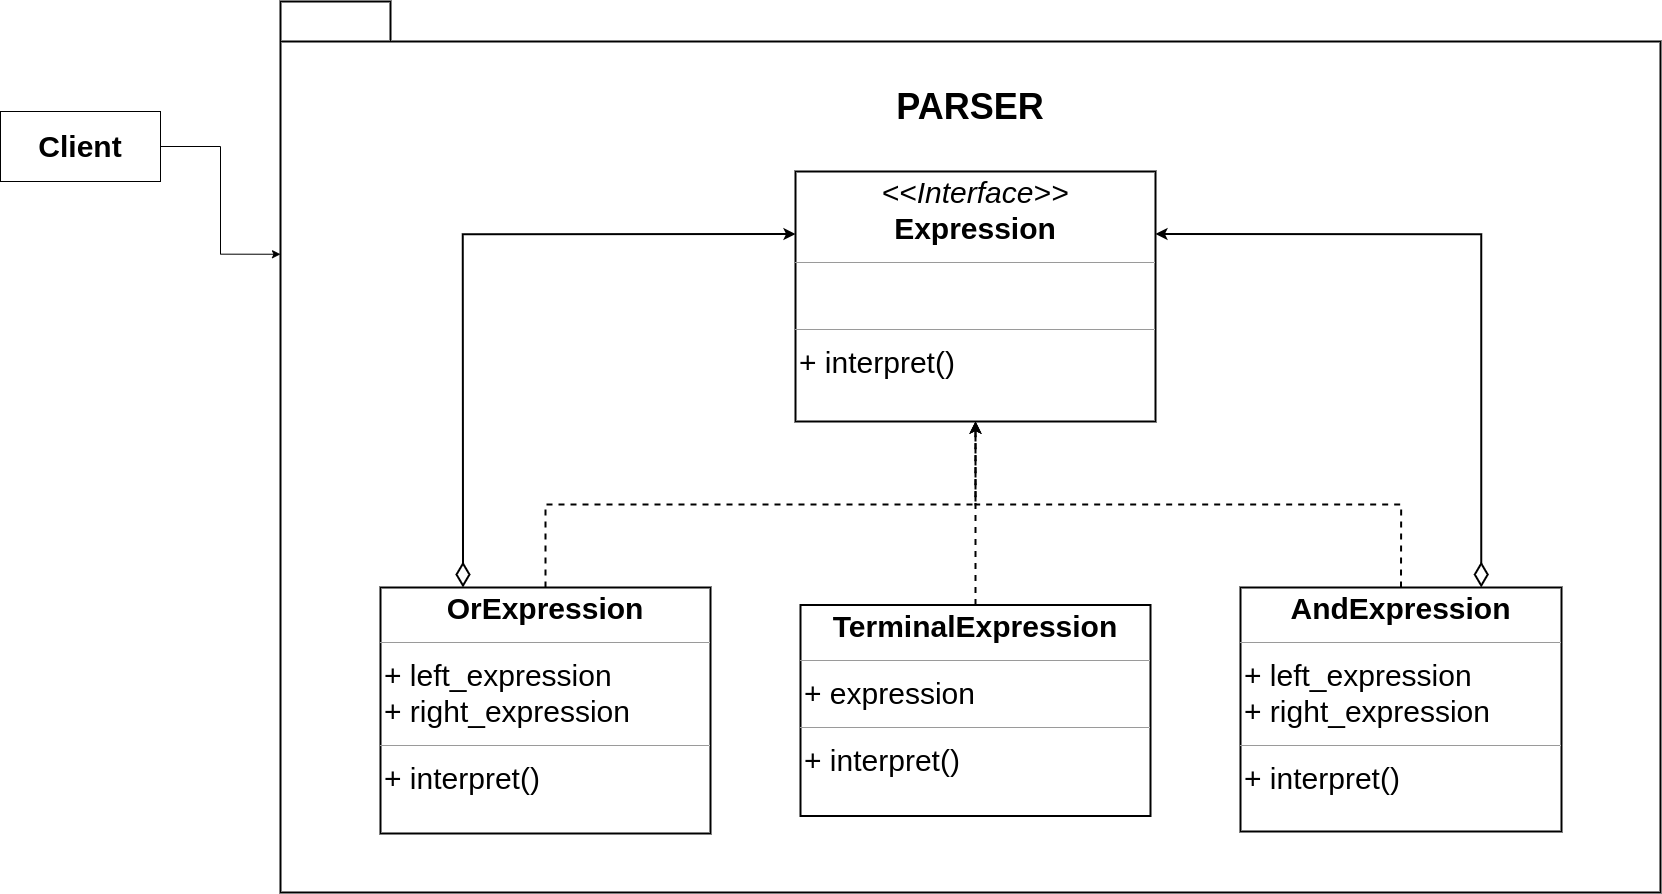 PARSER
Client
<<Interface>>
Expression
+ interpret()
OrExpression
+ left_expression
+ right_expression
+ interpret()
TerminalExpression
+ expression
+ interpret()
AndExpression
+ left_expression
+ right_expression
+ interpret()